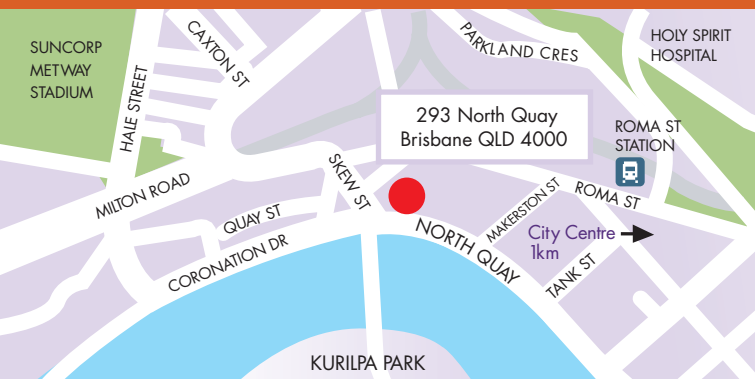 SUNCORP
METWAY
STADIUM
CAXTON ST
HALE STREET
PARKLAND CRES
HOLY SPIRIT
HOSPITAL
293 North Quay
Brisbane QLD 4000
ROMA ST
STATION
MILTON ROAD
SKEW ST
QUAY ST
CORONATION DR
NORTH QUAY
MAKERSTON ST
ROMA ST
City Centre
1km
TANK ST
KURILPA PARK